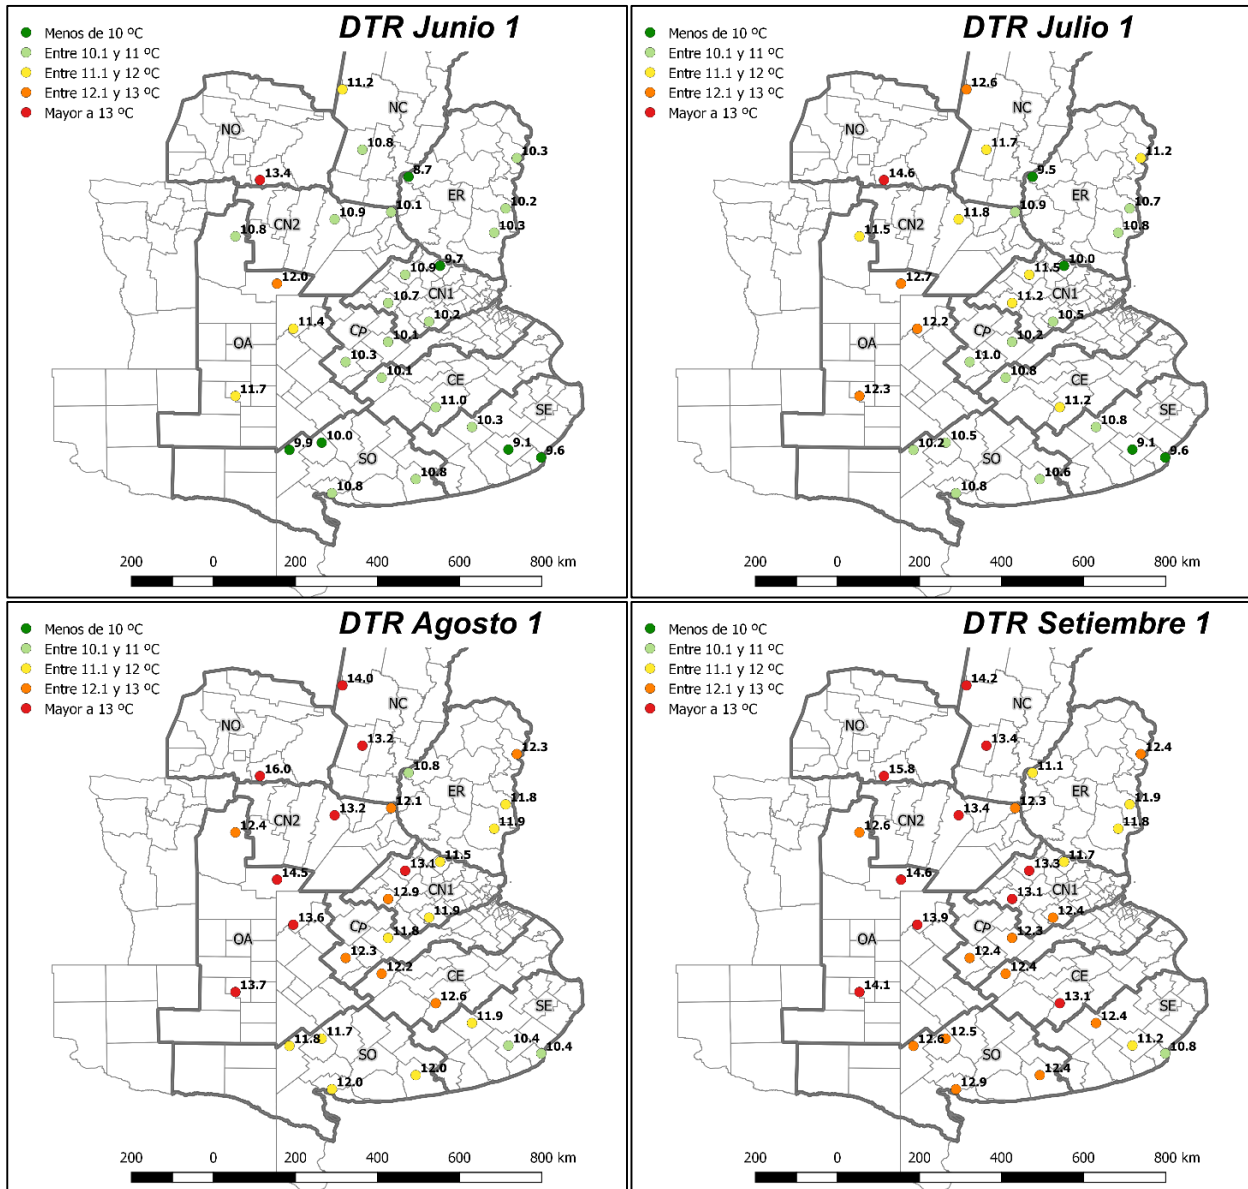 DTR Junio 1
Menos de 10 ºC
Entre 10.1 y 11 ºC
Entre 11.1 y 12 ºC
Entre 12.1 y 13 ºC
Mayor a 13 ºC
11.2
NC
NO
10.8
10.3
13.4
8.7
ER
10.2
10.9
10.1
CN2
10.8
10.3
9.7
10.9
12.0
CN1
10.7
10.2
11.4
CP
OA
10.1
10.3
10.1
CE
11.7
11.0
SE
10.3
10.0
9.9
9.1
SO
9.6
10.8
10.8
200 0 200 400 600 800 km
DTR Julio 1
Menos de 10 ºC
Entre 10.1 y 11 ºC
Entre 11.1 y 12 ºC
Entre 12.1 y 13 ºC
Mayor a 13 ºC
12.6
NC
NO
11.7
11.2
14.6
9.5
ER
10.7
11.8
10.9
CN2
11.5
10.8
10.0
11.5
12.7
CN1
11.2
10.5
12.2
CP
OA
10.2
11.0
10.8
CE
12.3
11.2
SE
10.8
10.5
10.2
9.1
SO
9.6
10.6
10.8
200 0 200 400 600 800 km
DTR Agosto 1
Menos de 10 ºC
Entre 10.1 y 11 ºC
Entre 11.1 y 12 ºC
Entre 12.1 y 13 ºC
Mayor a 13 ºC
14.0
NC
NO
13.2
12.3
16.0
10.8
ER
11.8
13.2
12.1
CN2
12.4
11.9
11.5
13.1
14.5
CN1
12.9
11.9
13.6
CP
OA
11.8
12.3
12.2
CE
13.7
12.6
SE
11.9
11.7
11.8
10.4
SO
10.4
12.0
12.0
200 0 200 400 600 800 km
DTR Setiembre 1
Menos de 10 ºC
Entre 10.1 y 11 ºC
Entre 11.1 y 12 ºC
Entre 12.1 y 13 ºC
Mayor a 13 ºC
14.2
NC
NO
13.4
12.4
15.8
11.1
ER
11.9
13.4
12.3
CN2
12.6
11.8
11.7
13.3
14.6
CN1
13.1
12.4
13.9
CP
OA
12.3
12.4
12.4
CE
14.1
13.1
SE
12.4
12.5
12.6
11.2
SO
10.8
12.4
12.9
200 0 200 400 600 800 km